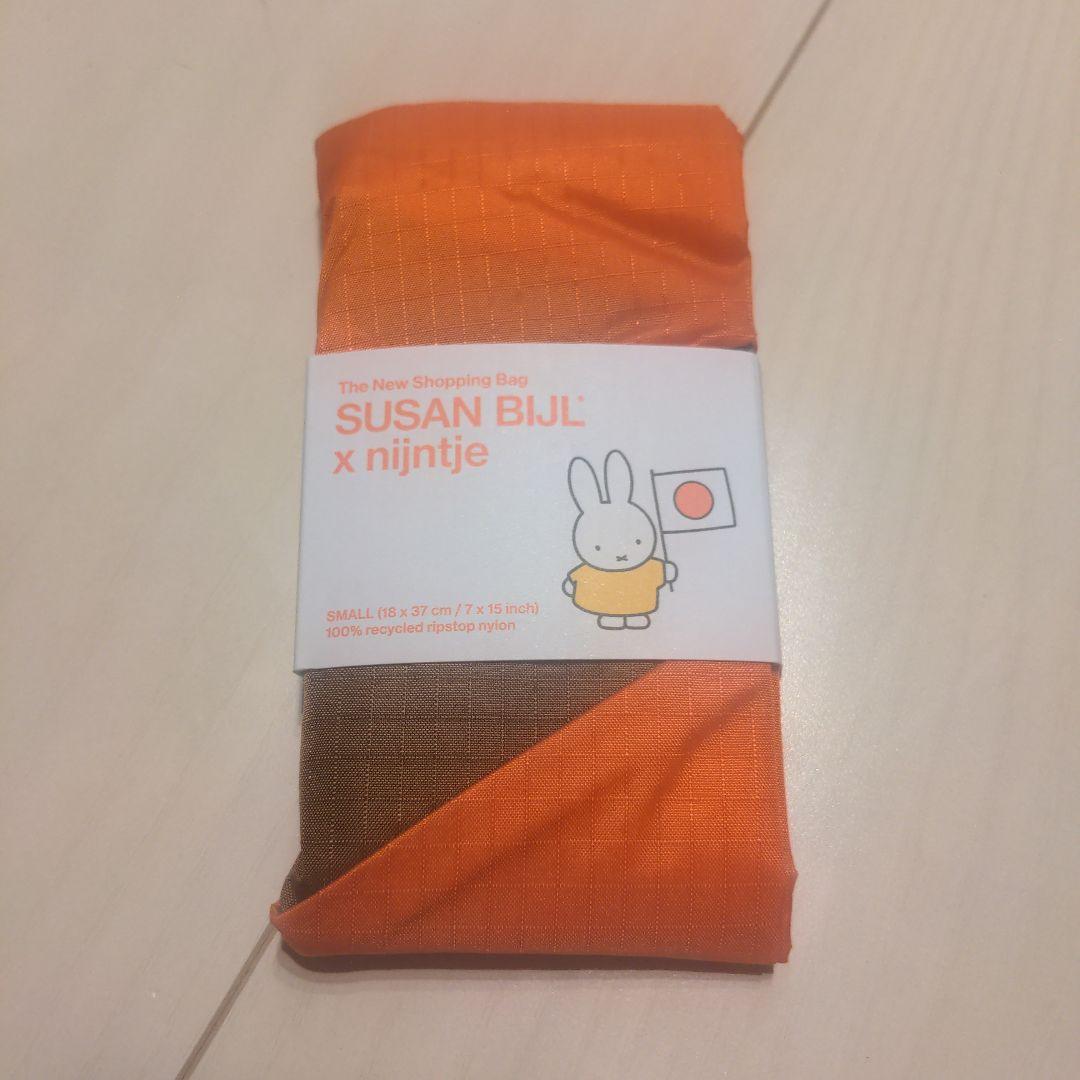 The New Shopping Bag
SUSAN BIJL®
x nijntje
SMALL (18 x 37 cm / 7 x 15 inch)
100% recycled ripstop nylon